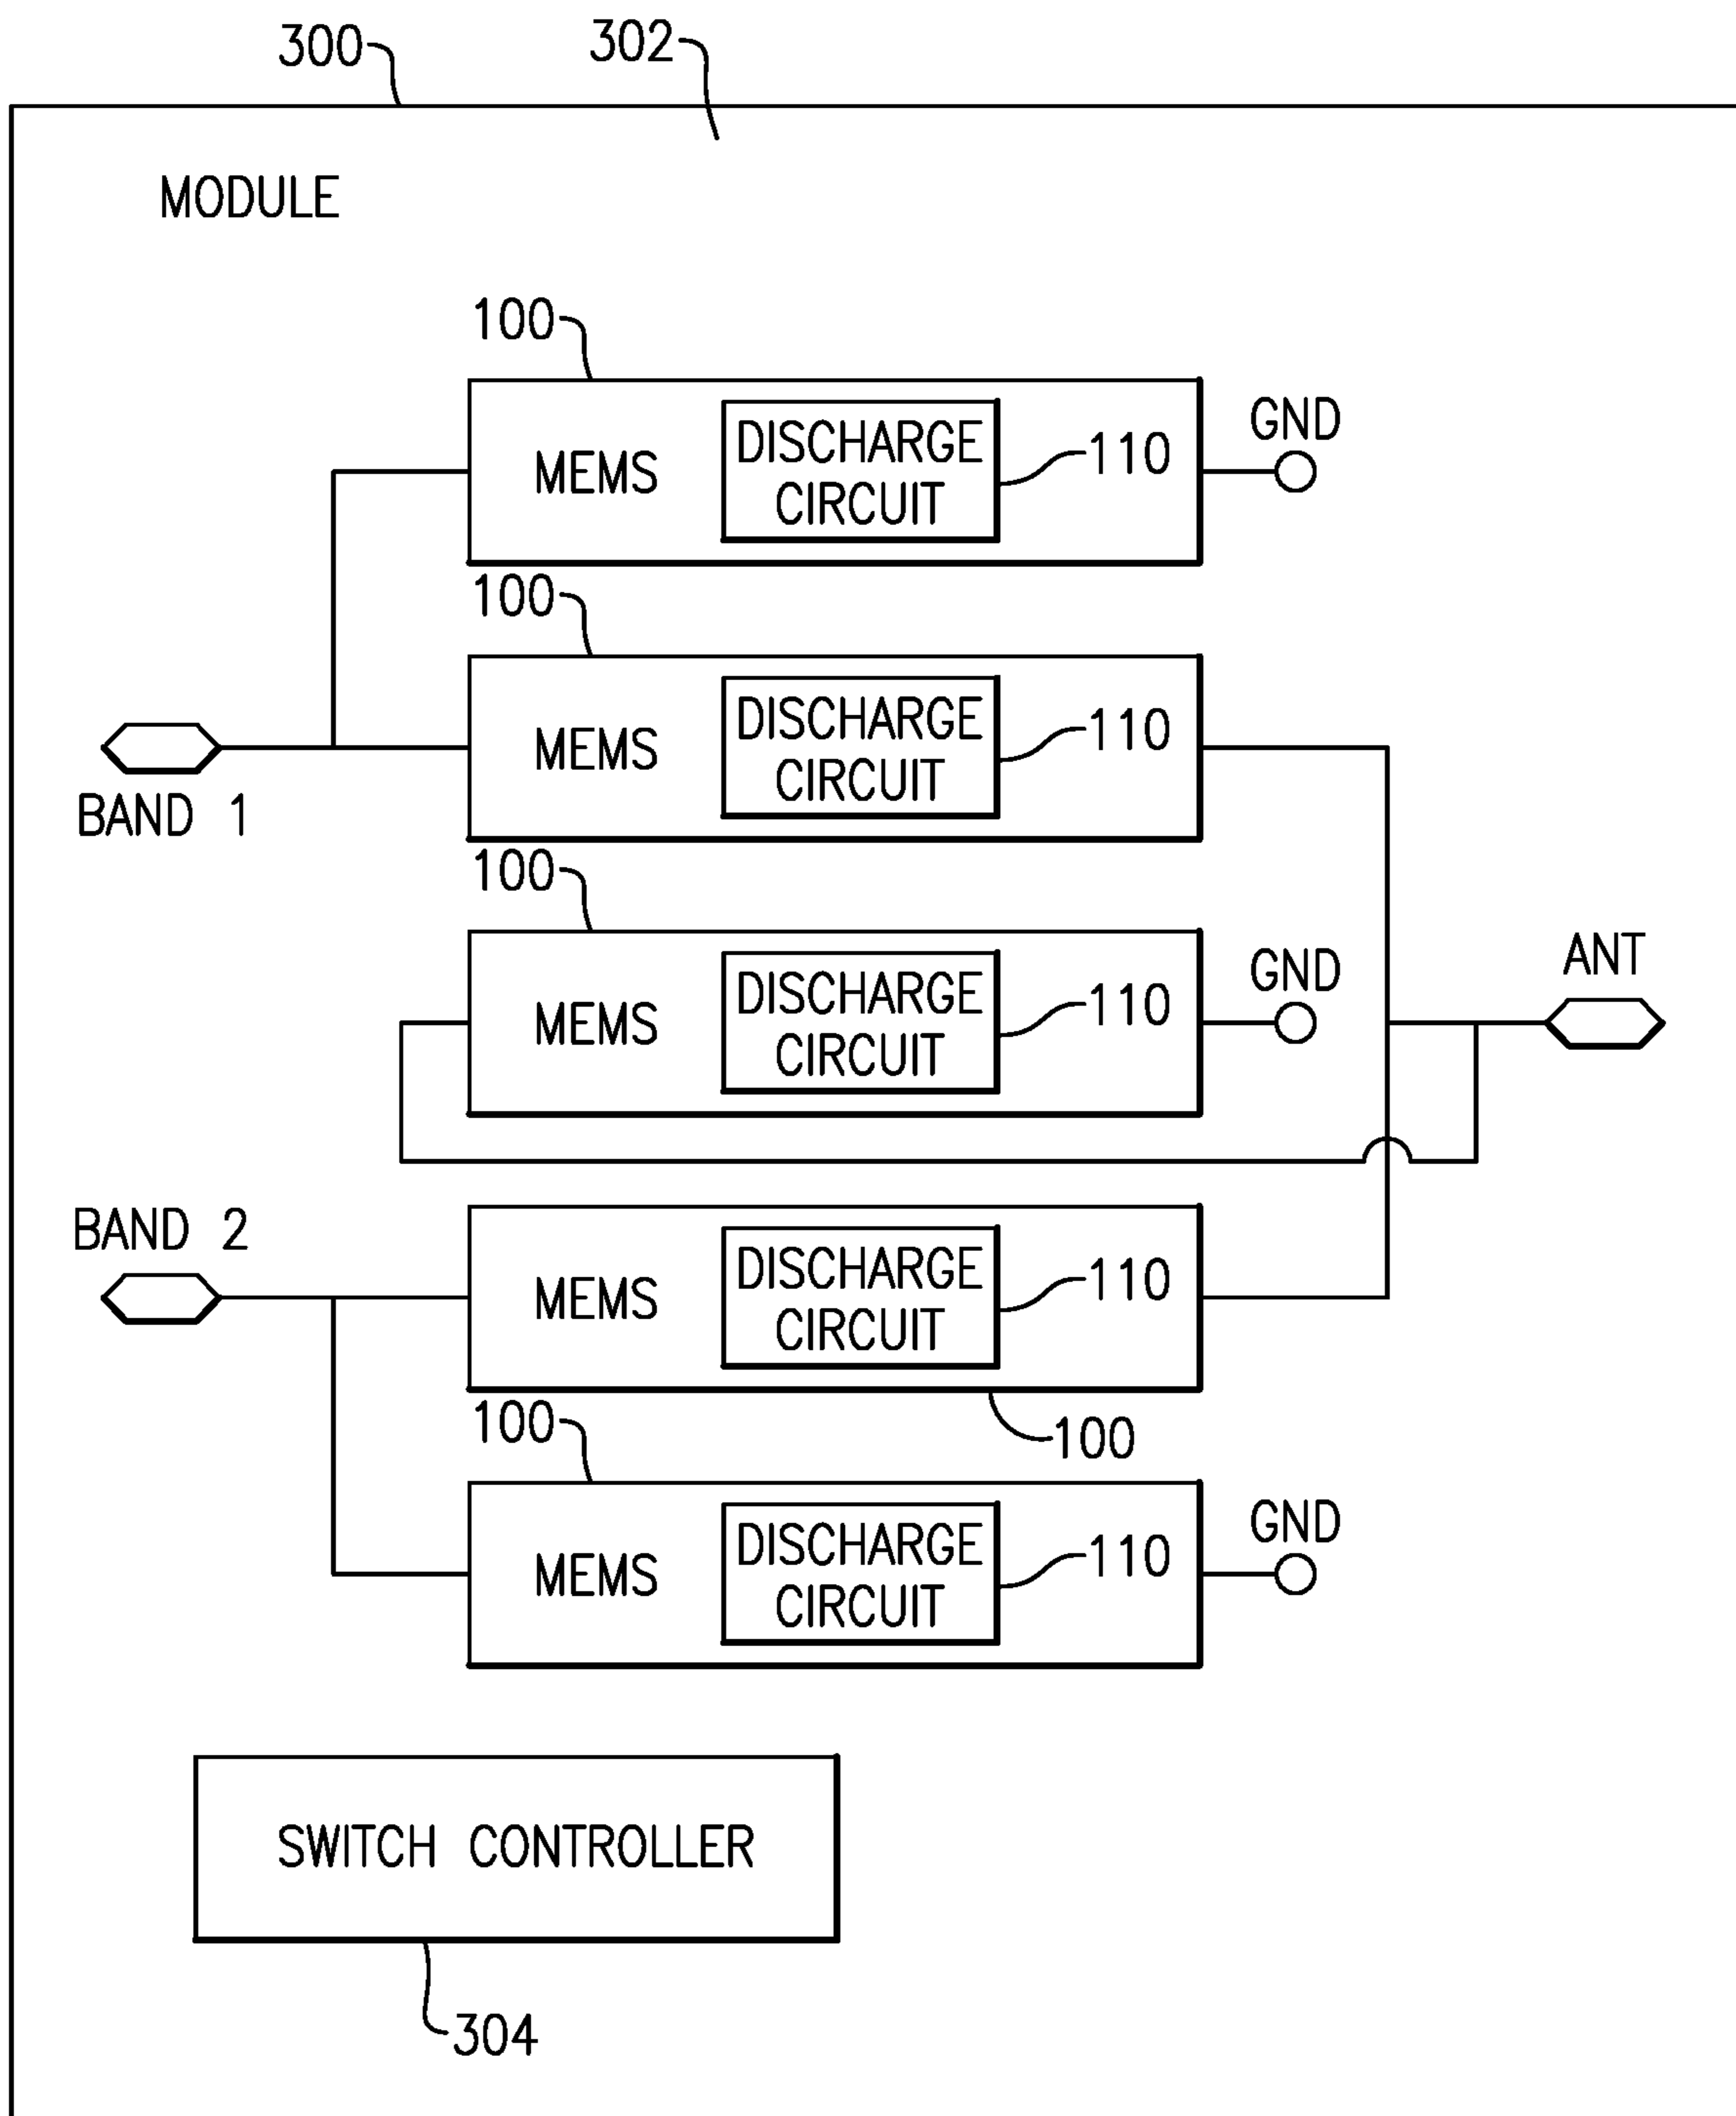 300
302
MODULE
100
MEMS
DISCHARGE
CIRCUIT
110
GND
100
MEMS
DISCHARGE
CIRCUIT
110
BAND 1
100
MEMS
DISCHARGE
CIRCUIT
110
GND
ANT
BAND 2
MEMS
DISCHARGE
CIRCUIT
110
100
100
MEMS
DISCHARGE
CIRCUIT
110
GND
SWITCH CONTROLLER
304